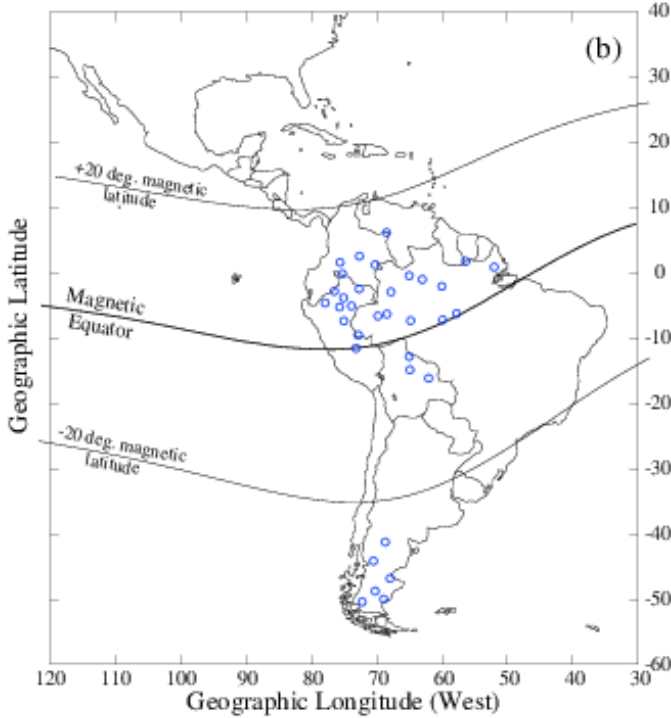 40
(b)
30
20
+20 deg. magnetic
latitude
10
0
Magnetic
Equator
-10
-20
-20 deg. magnetic
latitude
-30
-40
-50
-60
120 110 100 90 80 70 60 50 40 30
Geographic Longitude (West)
Geographic Latitude